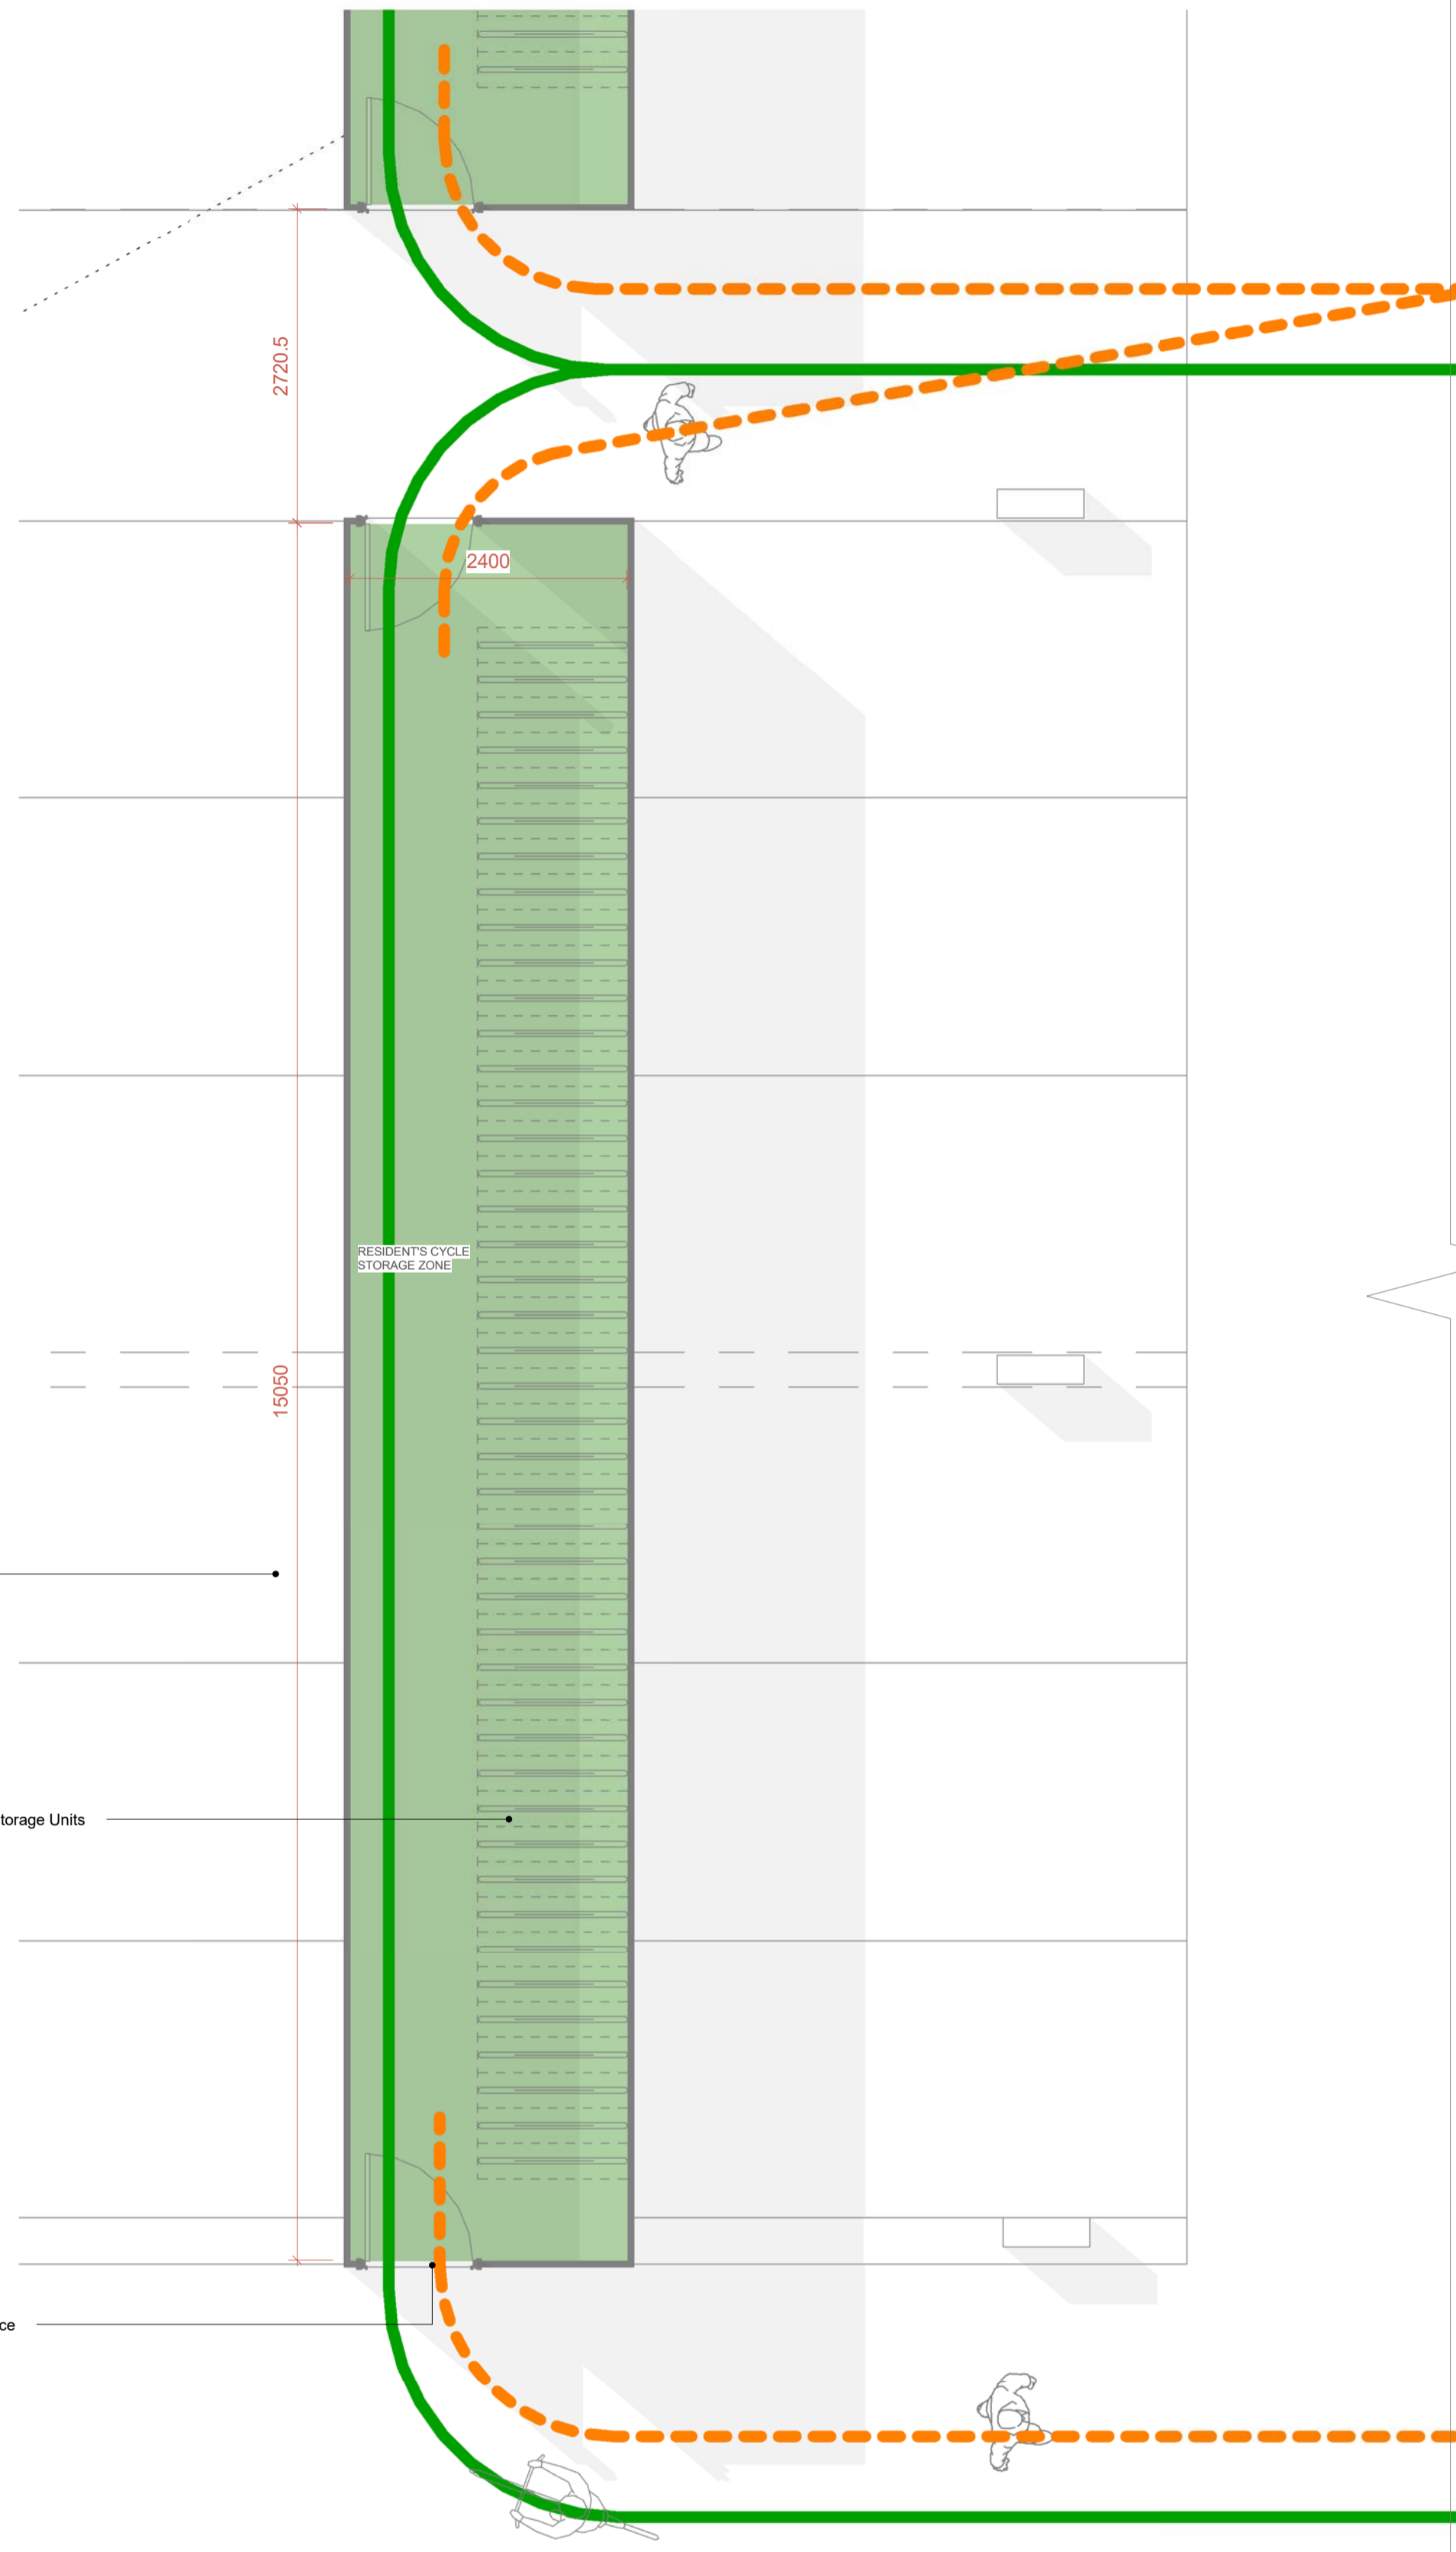 2720.5
2400
RESIDENT'S CYCLE
STORAGE ZONE
15050
torage Units
ce